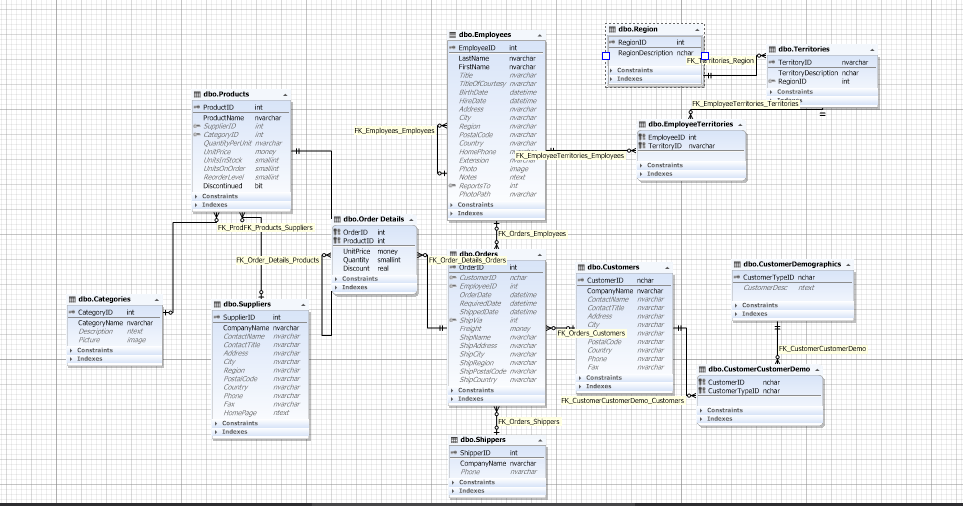 dbo.Employees
EmployeeID int
LastName nvarchar
FirstName nvarchar
Title nvarchar
TitleOfCourtesy nvarchar
BirthDate datetime
HireDate datetime
Address nvarchar
City nvarchar
Region nvarchar
PostalCode nvarchar
Country nvarchar
HomePhone
Extension
Photo image
Notes ntext
ReportsTo int
PhotoPath nvarchar
Constraints
Indexes
dbo.Region
RegionID int
RegionDescription nchar
Constraints
Indexes
dbo.Territories
TerritoryID nvarchar
TerritoryDescription nchar
RegionID int
Constraints
FK_EmployeeTerritories_Territories
dbo.EmployeeTerritories
EmployeeID int
TerritoryID nvarchar
Constraints
Indexes
FK_EmployeeTerritories_Employees
FK_Employees_Employees
dbo.Products
ProductID int
ProductName nvarchar
SupplierID int
CategoryID int
QuantityPerUnit nvarchar
UnitPrice money
UnitsInStock smallint
UnitsOnOrder smallint
ReorderLevel smallint
Discontinued bit
Constraints
Indexes
FK_Products_Suppliers
dbo.Order Details
OrderID int
ProductID int
UnitPrice money
Quantity smallint
Discount real
Constraints
Indexes
FK_Order_Details_Products
FK_Order_Details_Orders
FK_Orders_Employees
dbo.Orders
OrderID int
CustomerID nchar
EmployeeID int
OrderDate datetime
RequiredDate datetime
ShippedDate datetime
ShipVia int
Freight money
ShipName nvarchar
ShipAddress nvarchar
ShipCity nvarchar
ShipRegion nvarchar
ShipPostalCode nvarchar
ShipCountry nvarchar
Constraints
Indexes
dbo.Customers
CustomerID nchar
CompanyName nvarchar
ContactName nvarchar
ContactTitle nvarchar
Address nvarchar
City nvarchar
FK_Orders_Customers
PostalCode nvarchar
Country nvarchar
Phone nvarchar
Fax nvarchar
Constraints
Indexes
FK_CustomerCustomerDemo_Customers
dbo.CustomerDemographics
CustomerTypeID nchar
CustomerDesc ntext
Constraints
Indexes
FK_CustomerCustomerDemo
dbo.CustomerCustomerDemo
CustomerID nchar
CustomerTypeID nchar
Constraints
Indexes
dbo.Categories
CategoryID int
CategoryName nvarchar
Description ntext
Picture image
Constraints
Indexes
dbo.Suppliers
SupplierID int
CompanyName nvarchar
ContactName nvarchar
ContactTitle nvarchar
Address nvarchar
City nvarchar
Region nvarchar
PostalCode nvarchar
Country nvarchar
Phone nvarchar
Fax nvarchar
HomePage ntext
Constraints
Indexes
FK_Orders_Shippers
dbo.Shippers
ShipperID int
CompanyName nvarchar
Phone nvarchar
Constraints
Indexes